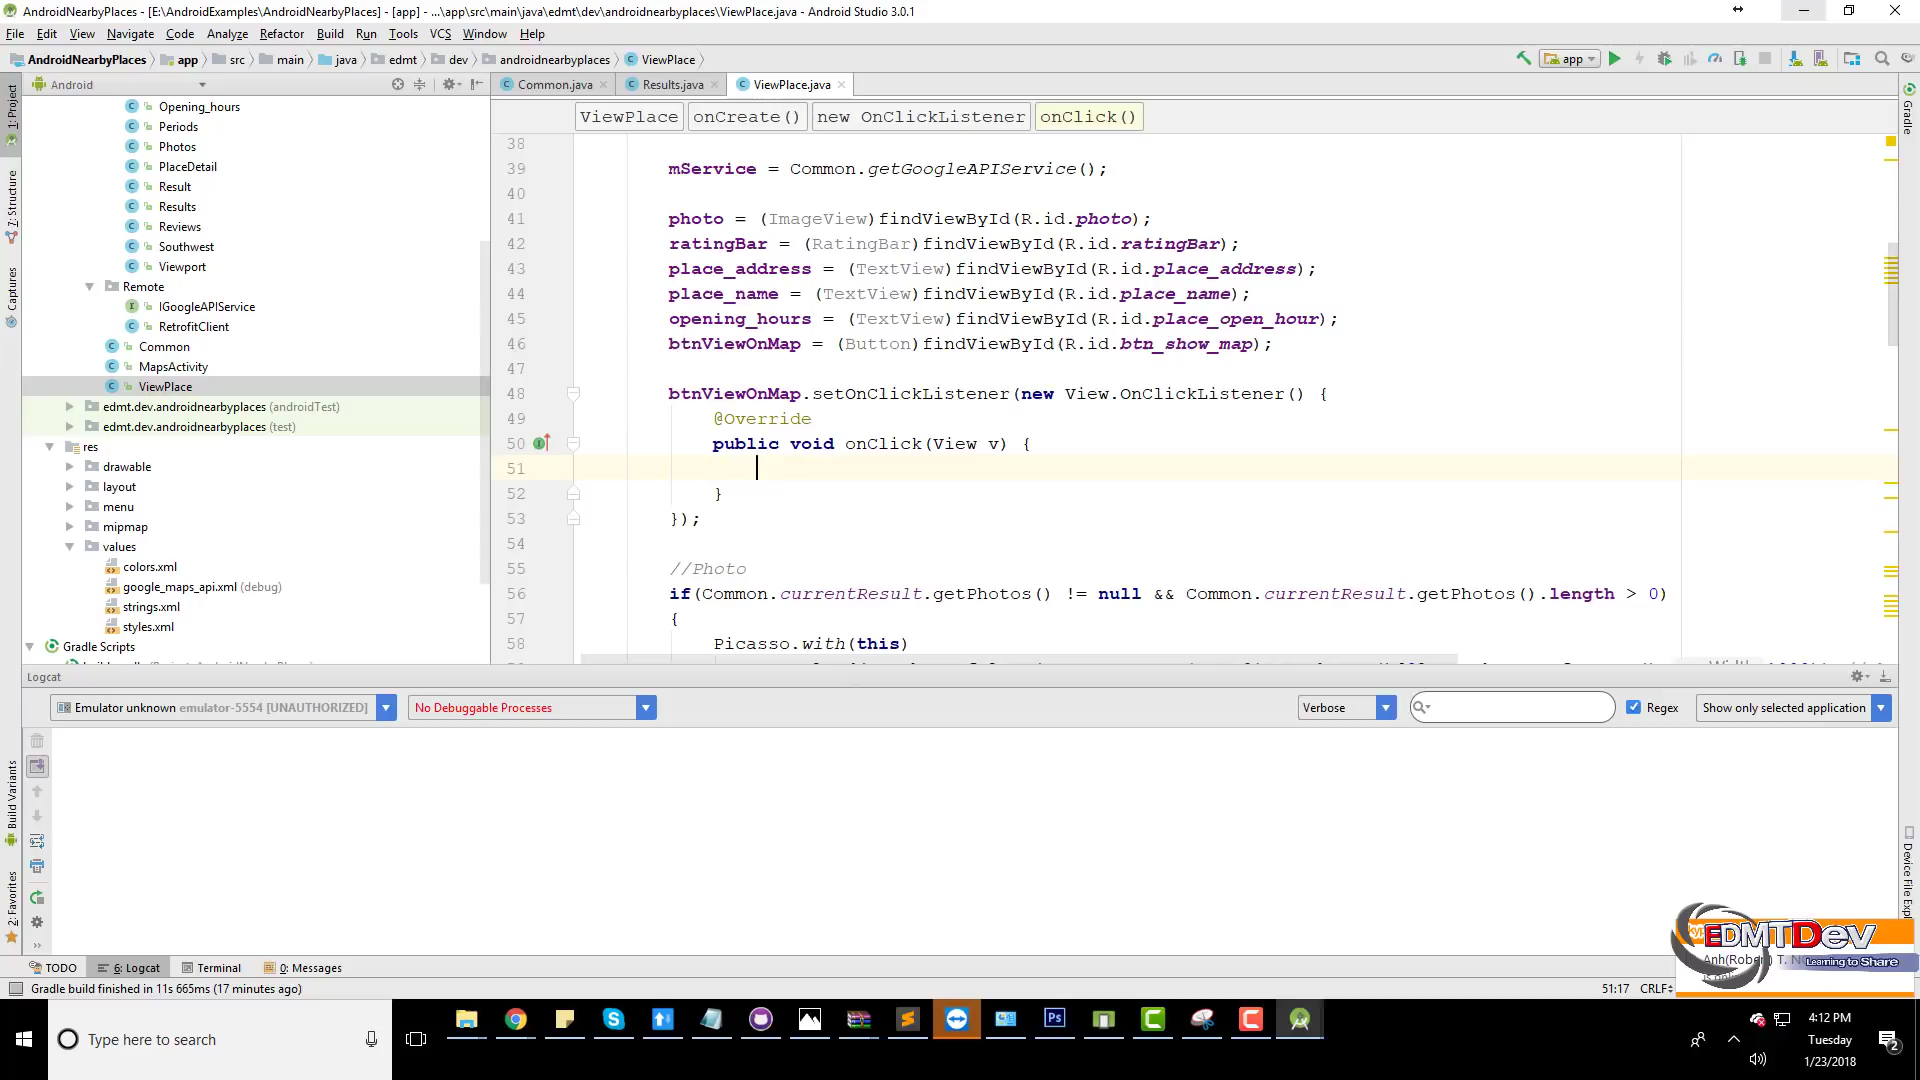 AndroidNearbyPlaces - [E:\AndroidExamples\AndroidNearbyPlaces] - [app] - ...\app\src\main\java\edmt\dev\androidnearbyplaces\ViewPlace.java - Android Studio 3.0.1
File Edit View Navigate Code Analyze Refactor Build Run Tools VCS Window Help
AndroidNearbyPlaces app src main java edmt dev androidnearbyplaces ViewPlace app
Android
Common.java Results.java ViewPlace.java
ViewPlace onCreate() new OnClickListener onClick()
1: Project
7: Structure
Captures
Build Variants
2: Favorites
Gradle
Opening_hours
Periods
Photos
PlaceDetail
Result
Results
Reviews
Southwest
Viewport
Remote
IGoogleAPIService
RetrofitClient
Common
MapsActivity
ViewPlace
edmt.dev.androidnearbyplaces (androidTest)
edmt.dev.androidnearbyplaces (test)
res
drawable
layout
menu
mipmap
values
colors.xml
google_maps_api.xml (debug)
strings.xml
styles.xml
Gradle Scripts
38
39 mService = Common.getGoogleAPIService();
40
41 photo = (ImageView)findViewById(R.id.photo);
42 ratingBar = (RatingBar)findViewById(R.id.ratingBar);
43 place_address = (TextView)findViewById(R.id.place_address);
44 place_name = (TextView)findViewById(R.id.place_name);
45 opening_hours = (TextView)findViewById(R.id.place_open_hour);
46 btnViewOnMap = (Button)findViewById(R.id.btn_show_map);
47
48 btnViewOnMap.setOnClickListener(new View.OnClickListener() {
49 @Override
50 public void onClick(View v) {
51
52 }
53 });
54
55 //Photo
56 if(Common.currentResult.getPhotos() != null && Common.currentResult.getPhotos().length > 0)
57 {
58 Picasso.with(this)
Logcat
Emulator unknown emulator-5554 [UNAUTHORIZED] No Debuggable Processes Verbose Regex Show only selected application
EDMTDev
Learning to Share
TODO 6: Logcat Terminal 0: Messages
Gradle build finished in 11s 665ms (17 minutes ago) 51:17 CRLF
Type here to search
4:12 PM
Tuesday
1/23/2018
2